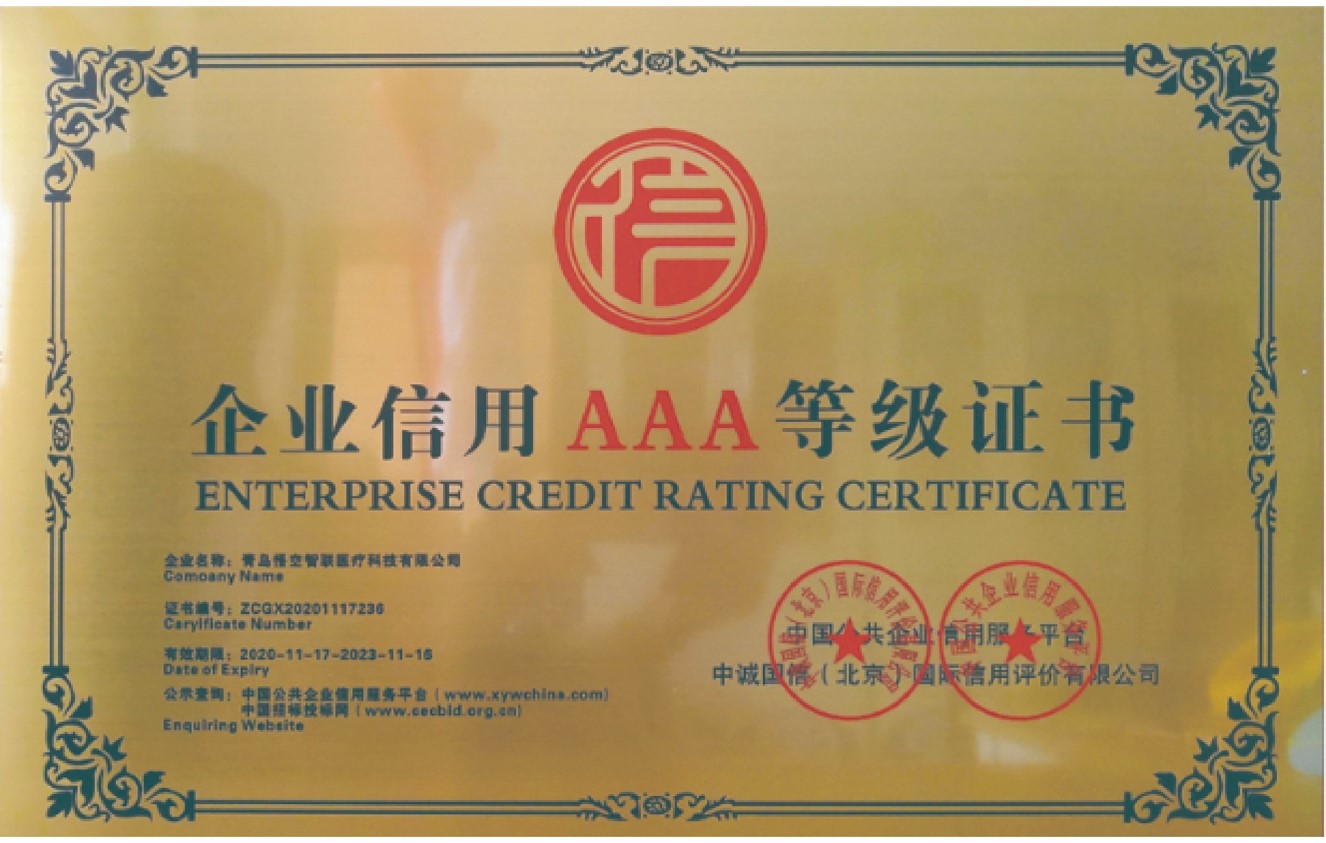 信
企业信用 AAA 等级证书
ENTERPRISE CREDIT RATING CERTIFICATE
企业名称：青岛悟空智联医疗科技有限公司
Comoany Name
证书编号：ZCGX20201117236
Carylficate Number
有效期限：2020-11-17-2023-11-16
Date of Expiry
公示查询：中国公共企业信用服务平台（www.xywchina.com)
中国招标投标网（www.cecbid.org.cn)
Enquiring Website
中国公共企业信用服务平台
中诚国信（北京）国际信用评价有限公司